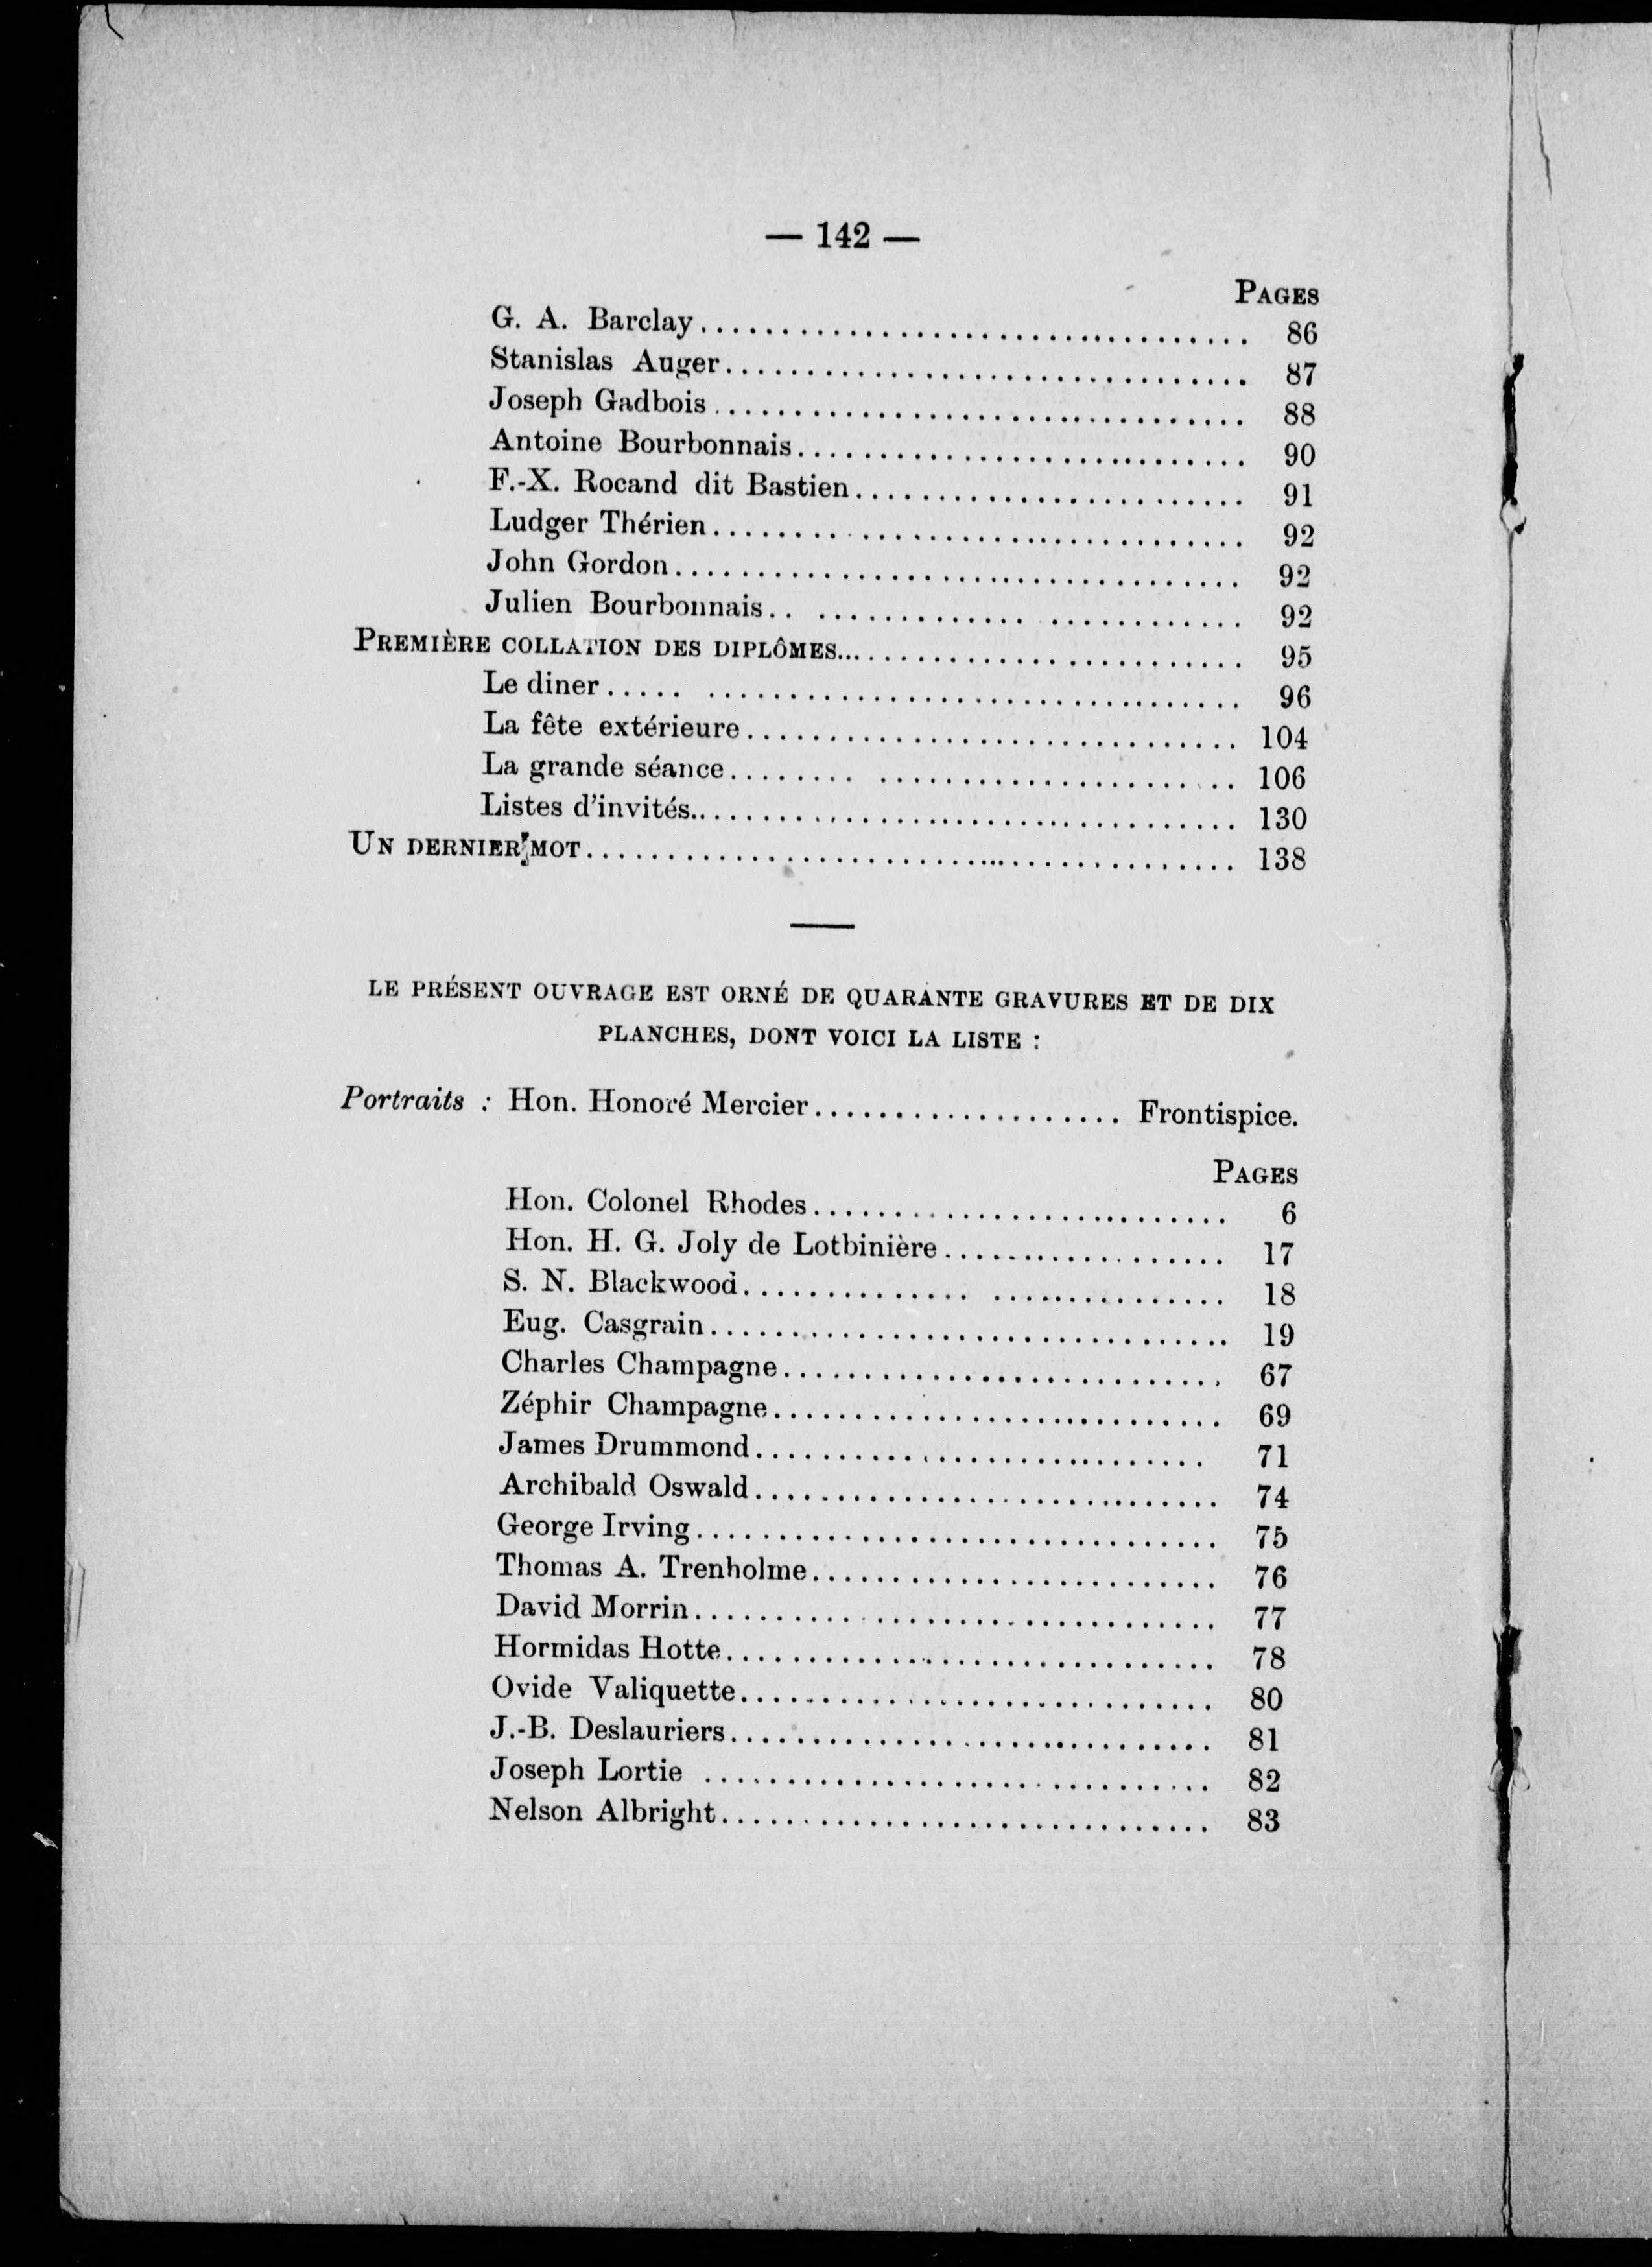 — 142 —
PAGES
G. A. Barclay........................................ 86
Stanislas Auger........................................ 87
Joseph Gadbois........................................ 88
Antoine Bourbonnais........................................ 90
F.-X. Rocand dit Bastien........................................ 91
Ludger Thérien........................................ 92
John Gordon........................................ 92
Julien Bourbonnais........................................ 92
PREMIÈRE COLLATION DES DIPLÔMES........................................ 95
Le diner........................................ 96
La fête extérieure........................................ 104
La grande séance........................................ 106
Listes d'invités........................................ 130
UN DERNIER MOT........................................ 138
LE PRÉSENT OUVRAGE EST ORNÉ DE QUARANTE GRAVURES ET DE DIX
PLANCHES, DONT VOICI LA LISTE :
Portraits : Hon. Honoré Mercier.................... Frontispice.
PAGES
Hon. Colonel Rhodes........................................ 6
Hon. H. G. Joly de Lotbinière.................... 17
S. N. Blackwood........................................ 18
Eug. Casgrain........................................ 19
Charles Champagne........................................ 67
Zéphir Champagne........................................ 69
James Drummond........................................ 71
Archibald Oswald........................................ 74
George Irving........................................ 75
Thomas A. Trenholme........................................ 76
David Morrin........................................ 77
Hormidas Hotte........................................ 78
Ovide Valiquette........................................ 80
J.-B. Deslauriers........................................ 81
Joseph Lortie ........................................ 82
Nelson Albright........................................ 83